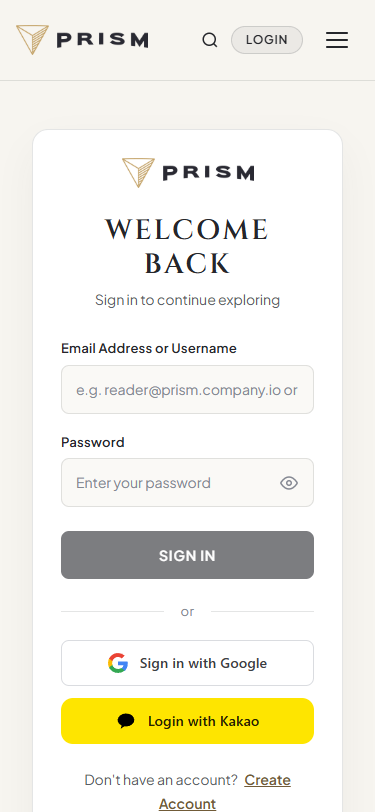 PRISM
LOGIN
PRISM
WELCOME
BACK
Sign in to continue exploring
Email Address or Username
e.g. reader@prism.company.io or
Password
Enter your password
SIGN IN
or
Sign in with Google
Login with Kakao
Don't have an account? Create
Account